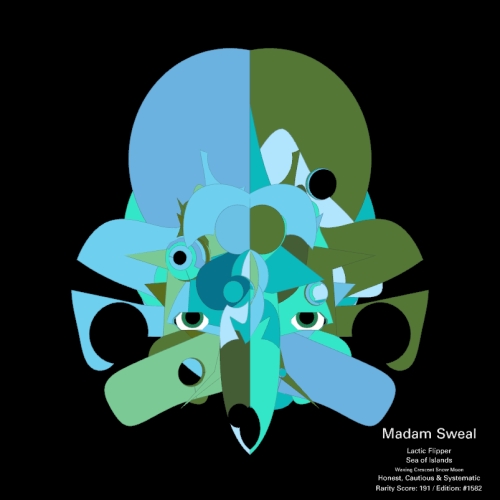 Madam Sweal
Lactic Flipper
Sea of Islands
Waxing Crescent Snow Moon
Honest, Cautious & Systematic
Rarity Score: 191 / Edition: #1582